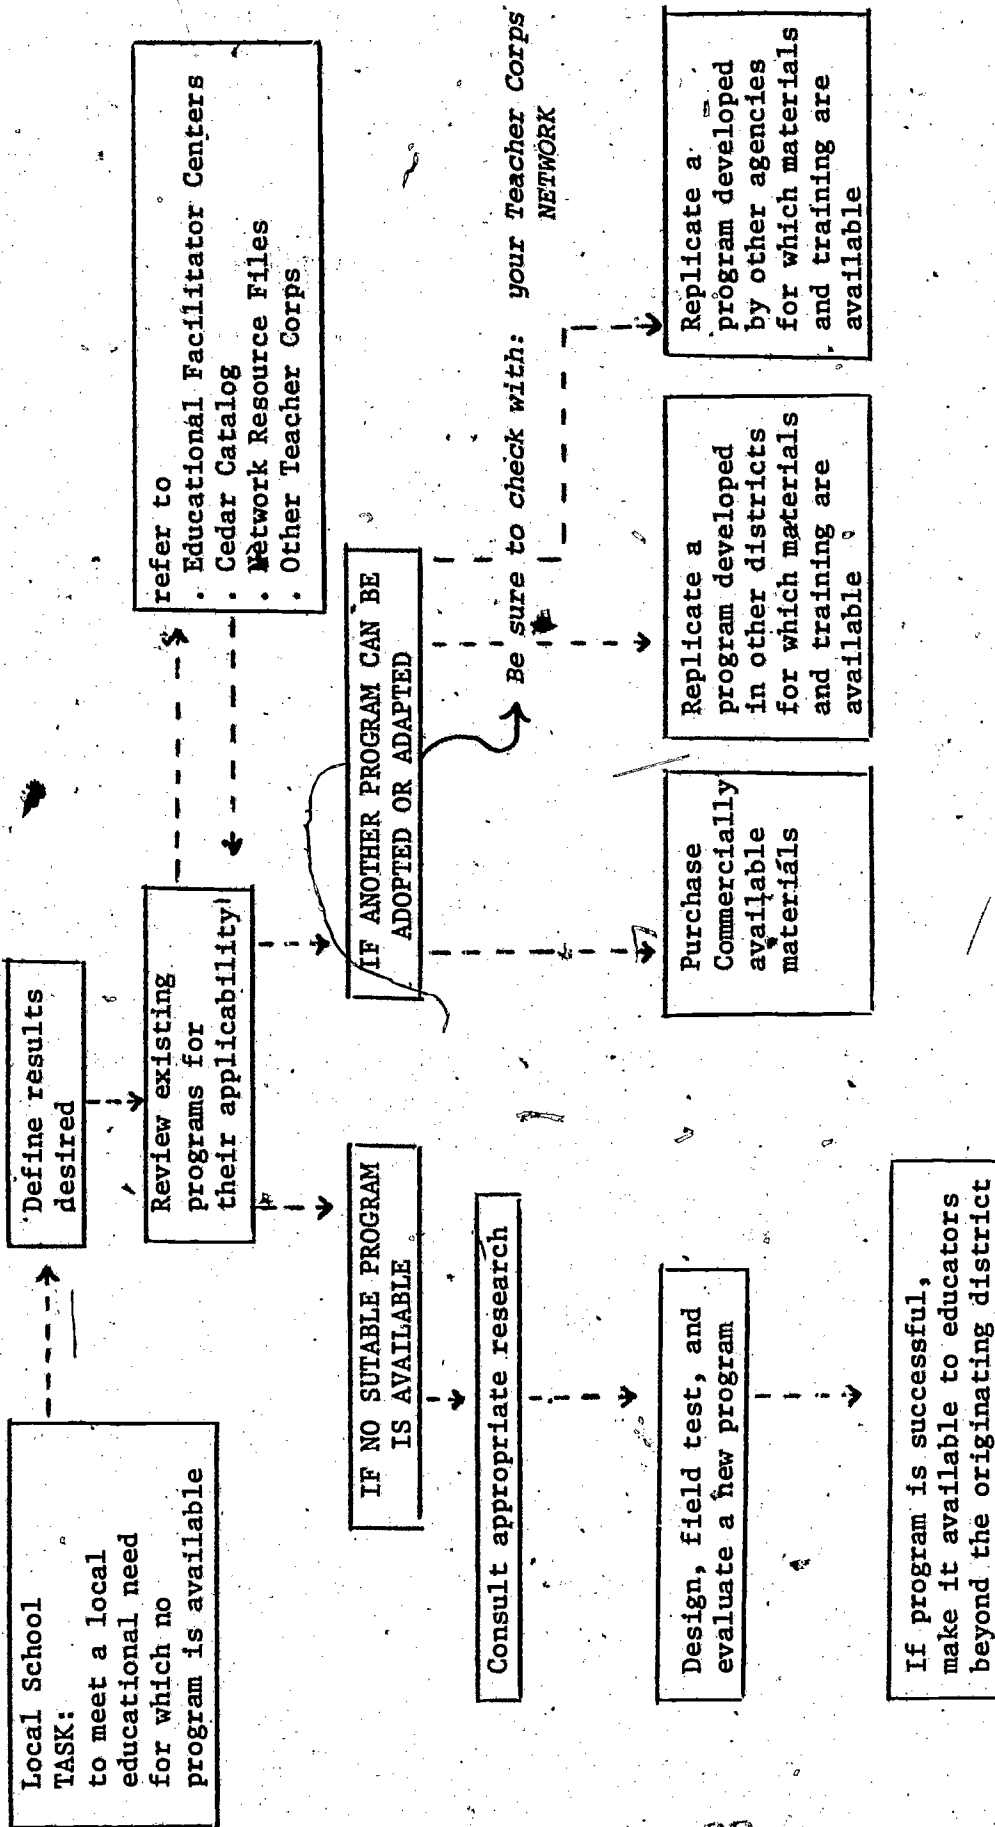 Local School
TASK:
to meet a local
educational need
for which no
program is available
Define results
desired
Review existing
programs for
their applicability
refer to
. Educational Facilitator Centers
. Cedar Catalog
. Network Resource Files
. Other Teacher Corps
IF NO SUTABLE PROGRAM
IS AVAILABLE
Consult appropriate research
Design, field test, and
evaluate a new program
If program is successful,
make it available to educators
beyond the originating district
IF ANOTHER PROGRAM CAN BE
ADOPTED OR ADAPTED
Be sure to check with: your Teacher Corps
NETWORK
Purchase
Commercially
available
materials
Replicate a
program developed
in other districts
for which materials
and training are
available
Replicate a
program developed
by other agencies
for which materials
and training are
available